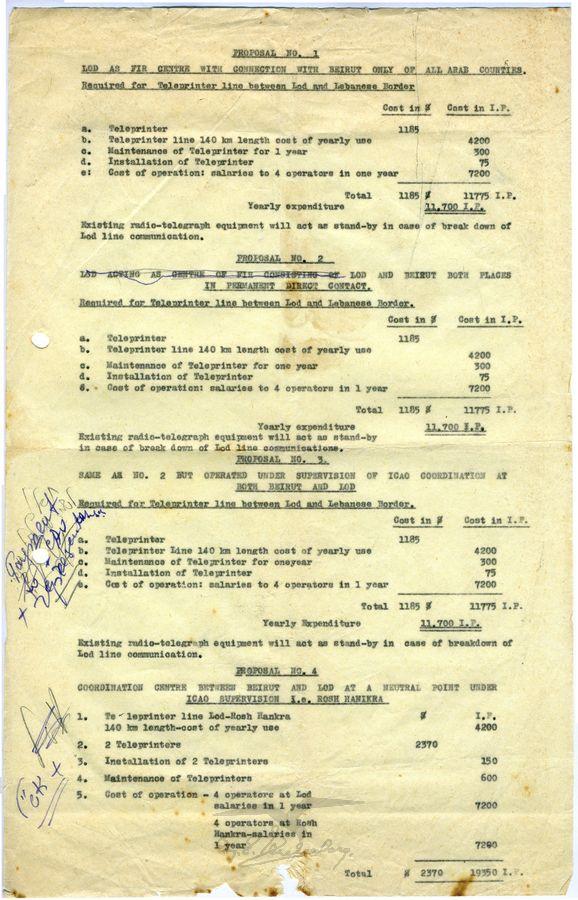 PROPOSAL NO. 1
LOD AS FIR CENTRE WITH CONNECTION WITH BEIRUT ONLY OF ALL ARAB COUNTIES.
Required for Teleprinter line between Lod and Lebanese Border
Cost in $ Cost in I.P.
a. Teleprinter 1185
b. Teleprinter line 140 km length cost of yearly use 4200
c. Maintenance of Teleprinter for 1 year 300
d. Installation of Teleprinter 75
e: Cost of operation: salaries to 4 operators in one year 7200
Total 1185 $ 11775 I.P.
Yearly expenditure 11,700 I.P.
Existing radio-telegraph equipment will act as stand-by in case of break down of
Lod line communication.
PROPOSAL NO. 2
LOD ACTING AS CENTRE OF FIR CONSISTING OF LOD AND BEIRUT BOTH PLACES
IN PERMANENT DIRECT CONTACT.
Required for Teleprinter line between Lod and Lebanese Border.
Cost in $ Cost in I.P.
a. Teleprinter 1185
b. Teleprinter line 140 km length cost of yearly use 4200
c. Maintenance of Teleprinter for one year 300
d. Installation of Teleprinter 75
6. Cost of operation: salaries to 4 operators in 1 year 7200
Total 1185 $ 11775 I.P.
Yearly expenditure 11,700 I.P.
Existing radio-telegraph equipment will act as stand-by
in case of break down of Lod line communications.
PROPOSAL NO. 3.
SAME AS NO. 2 BUT OPERATED UNDER SUPERVISION OF ICAO COORDINATION AT
BOTH BEIRUT AND LOD
Required for Teleprinter line between Lod and Lebanese Border.
Cost in $ Cost in I.P.
a. Teleprinter 1185
b. Teleprinter Line 140 km length cost of yearly use 4200
c. Maintenance of Teleprinter for oneyear 300
d. Installation of Teleprinter 75
e. Cost of operation: salaries to 4 operators in 1 year 7200
Total 1185 $ 11775 I.P.
Yearly Expenditure 11,700 I.P.
Existing radio-telegraph equipment will act as stand-by in case of breakdown of
Lod line communication.
PROPOSAL NO. 4
COORDINATION CENTRE BETWEEN BEIRUT AND LOD AT A NEUTRAL POINT UNDER
ICAO SUPERVISION i.e. ROSH HANIKRA
1. Te leprinter line Lod-Rosh Hankra $ I.P.
140 km length-cost of yearly use 4200
2. 2 Teleprinters 2370
3. Installation of 2 Teleprinters 150
4. Maintenance of Teleprinters 600
5. Cost of operation - 4 operators at Lod
salaries in 1 year 7200
4 operators at Rosh
Hankra-salaries in
1 year 7200
Total $ 2370 19350 I.P.